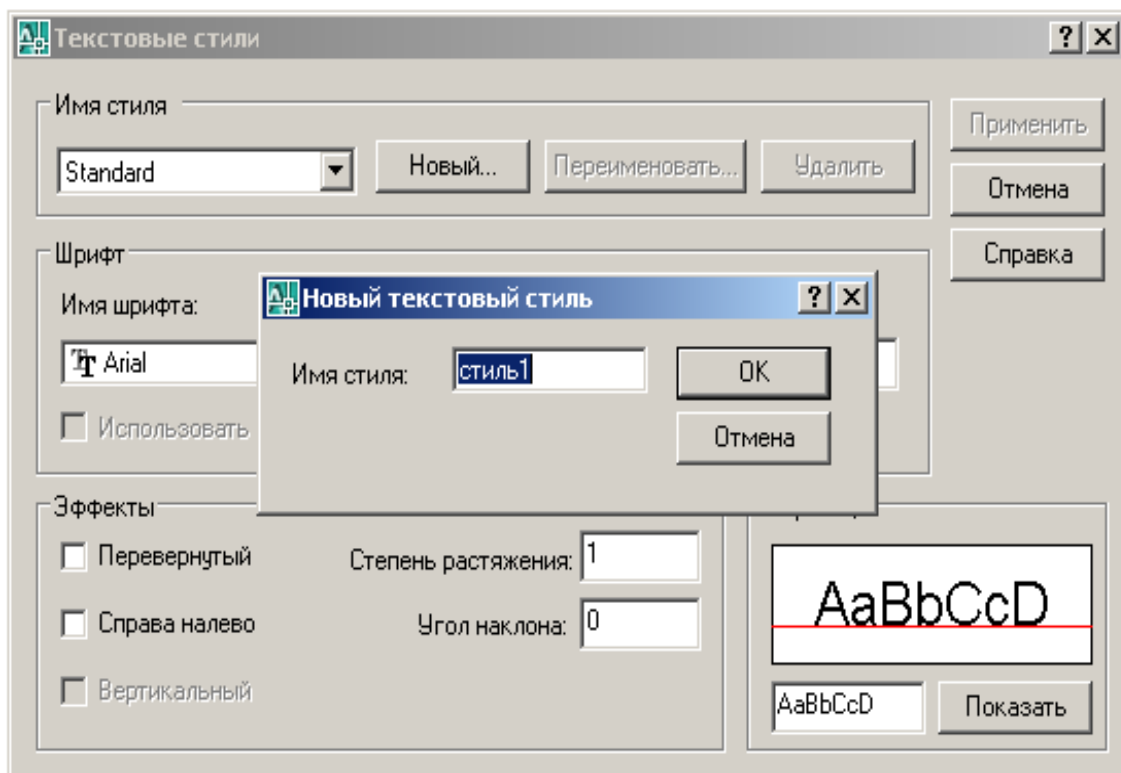 Текстовые стили
Имя стиля
Standard
Новый...
Переименовать...
Удалить
Применить
Отмена
Справка
Шрифт
Имя шрифта:
Arial
Использовать
Новый текстовый стиль
Имя стиля:
стиль1
OK
Отмена
Эффекты
Перевернутый
Степень растяжения: 1
Справа налево
Угол наклона: 0
Вертикальный
AaBbCcD
AaBbCcD
Показать